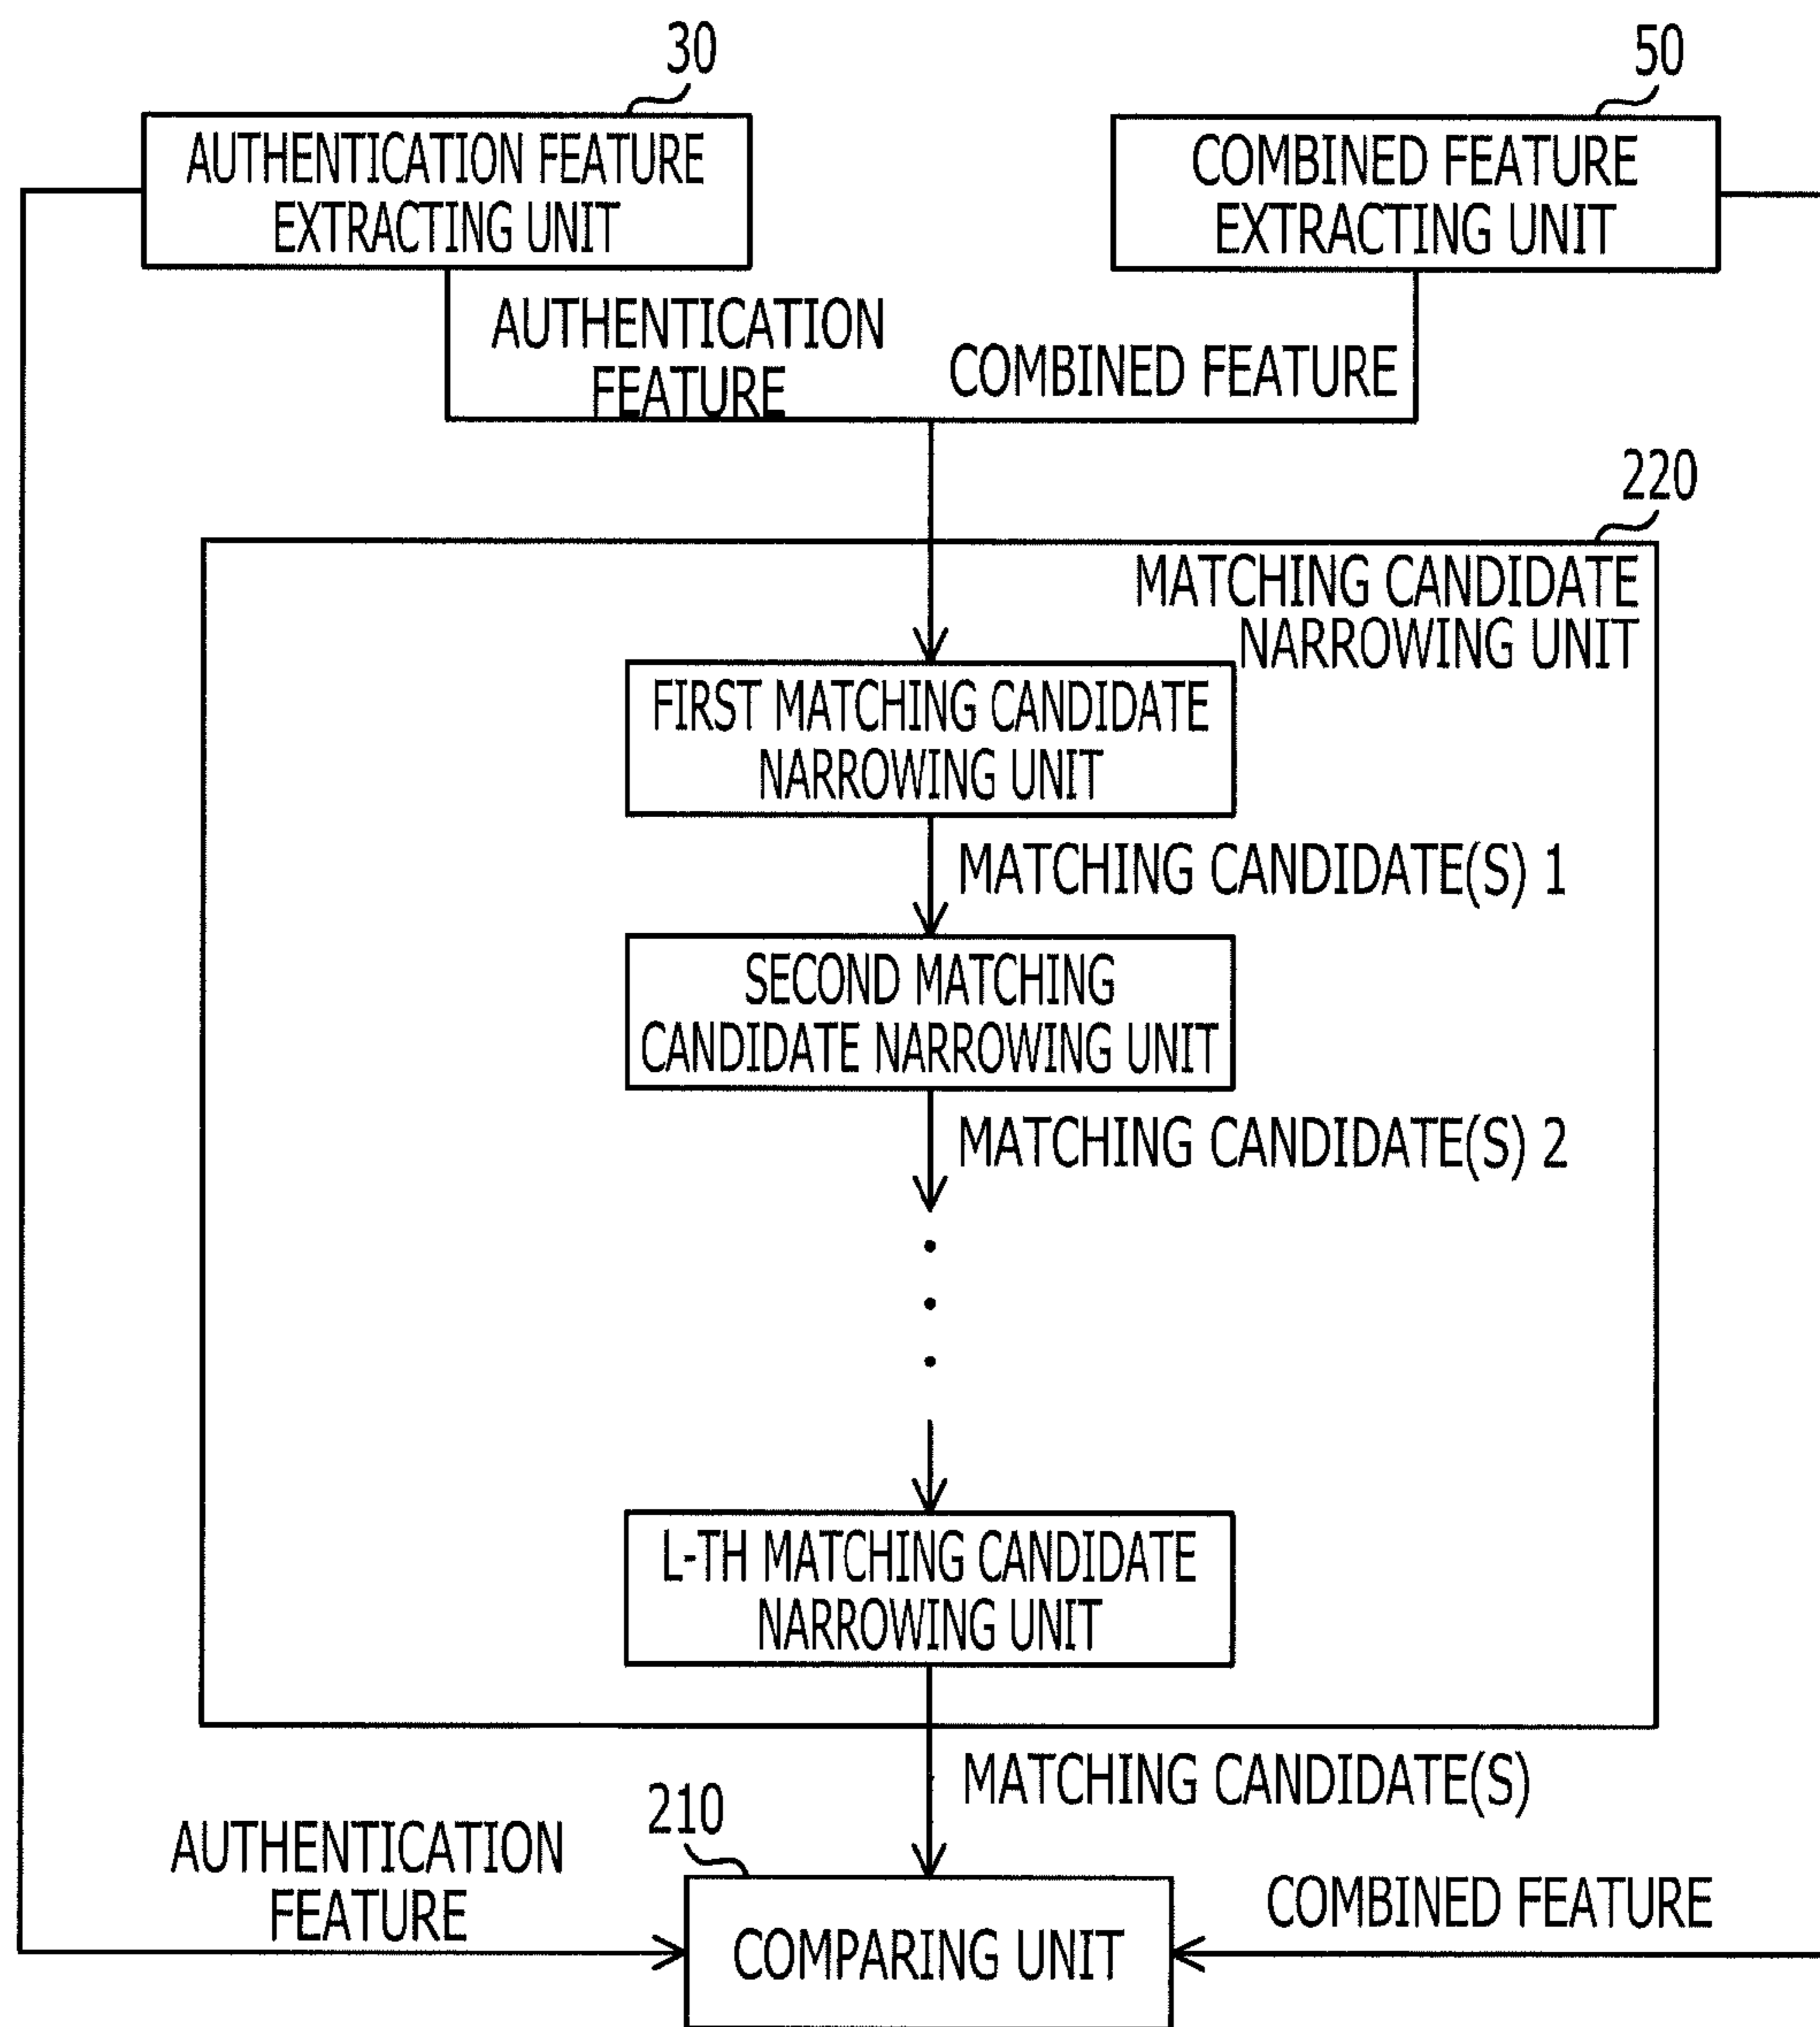 30
50
AUTHENTICATION FEATURE
EXTRACTING UNIT
COMBINED FEATURE
EXTRACTING UNIT
AUTHENTICATION
FEATURE
COMBINED FEATURE
220
MATCHING CANDIDATE
NARROWING UNIT
FIRST MATCHING CANDIDATE
NARROWING UNIT
MATCHING CANDIDATE(S) 1
SECOND MATCHING
CANDIDATE NARROWING UNIT
MATCHING CANDIDATE(S) 2
L-TH MATCHING CANDIDATE
NARROWING UNIT
MATCHING CANDIDATE(S)
210
AUTHENTICATION
FEATURE
COMPARING UNIT
COMBINED FEATURE